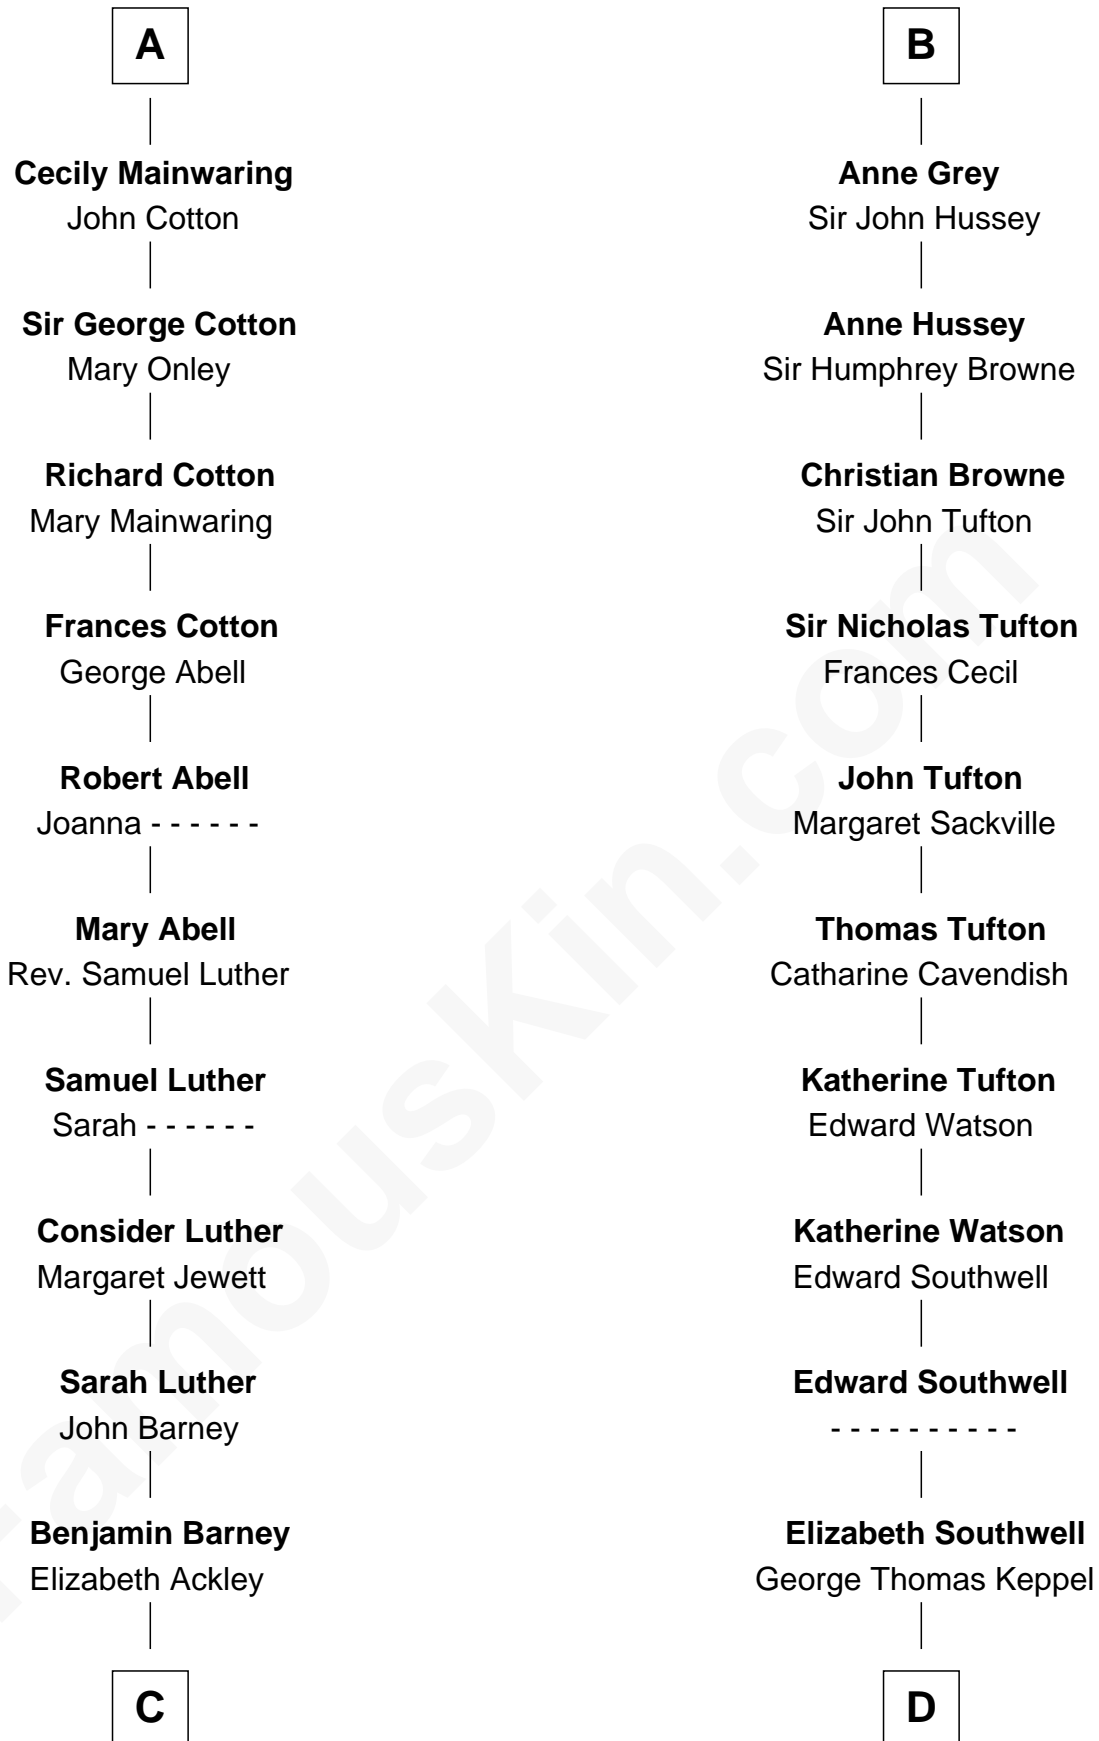 A
Cecily Mainwaring
John Cotton
Sir George Cotton
Mary Onley
Richard Cotton
Mary Mainwaring
Frances Cotton
George Abell
Robert Abell
Joanna - - - - - -
Mary Abell
Rev. Samuel Luther
Samuel Luther
Sarah - - - - - -
Consider Luther
Margaret Jewett
Sarah Luther
John Barney
Benjamin Barney
Elizabeth Ackley
C
B
Anne Grey
Sir John Hussey
Anne Hussey
Sir Humphrey Browne
Christian Browne
Sir John Tufton
Sir Nicholas Tufton
Frances Cecil
John Tufton
Margaret Sackville
Thomas Tufton
Catharine Cavendish
Katherine Tufton
Edward Watson
Katherine Watson
Edward Southwell
Edward Southwell
- - - - - - - - - -
Elizabeth Southwell
George Thomas Keppel
D
FamousKin.com